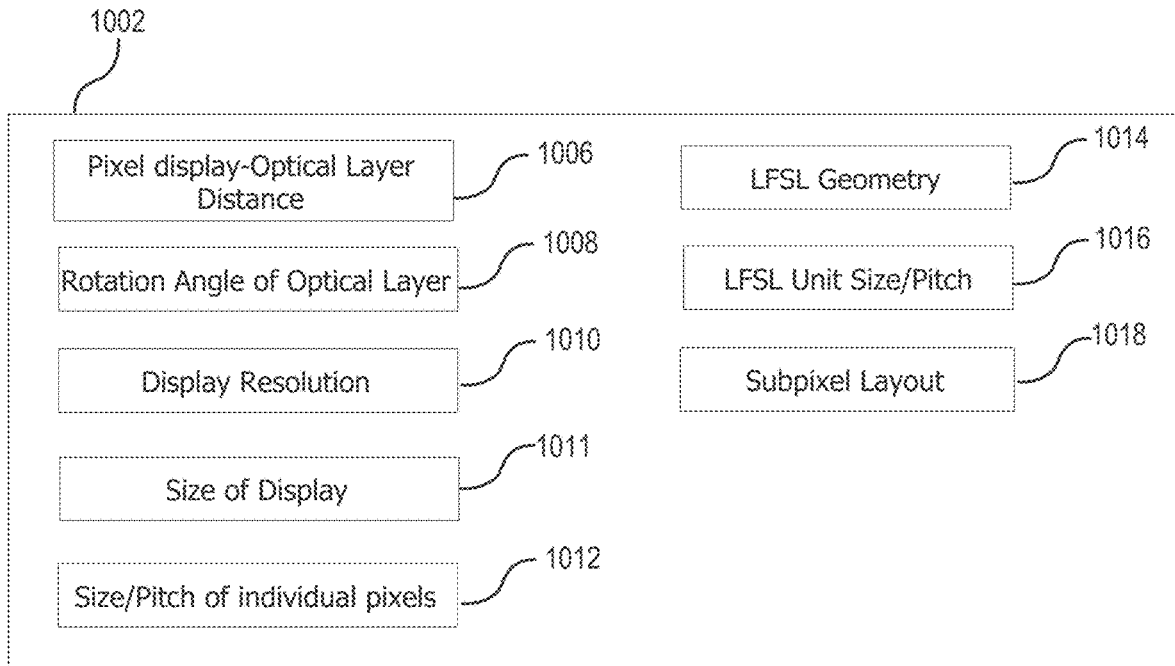 1002
Pixel display-Optical Layer
Distance
1006
Rotation Angle of Optical Layer
1008
Display Resolution
1010
Size of Display
1011
Size/Pitch of individual pixels
1012
LFSL Geometry
1014
LFSL Unit Size/Pitch
1016
Subpixel Layout
1018